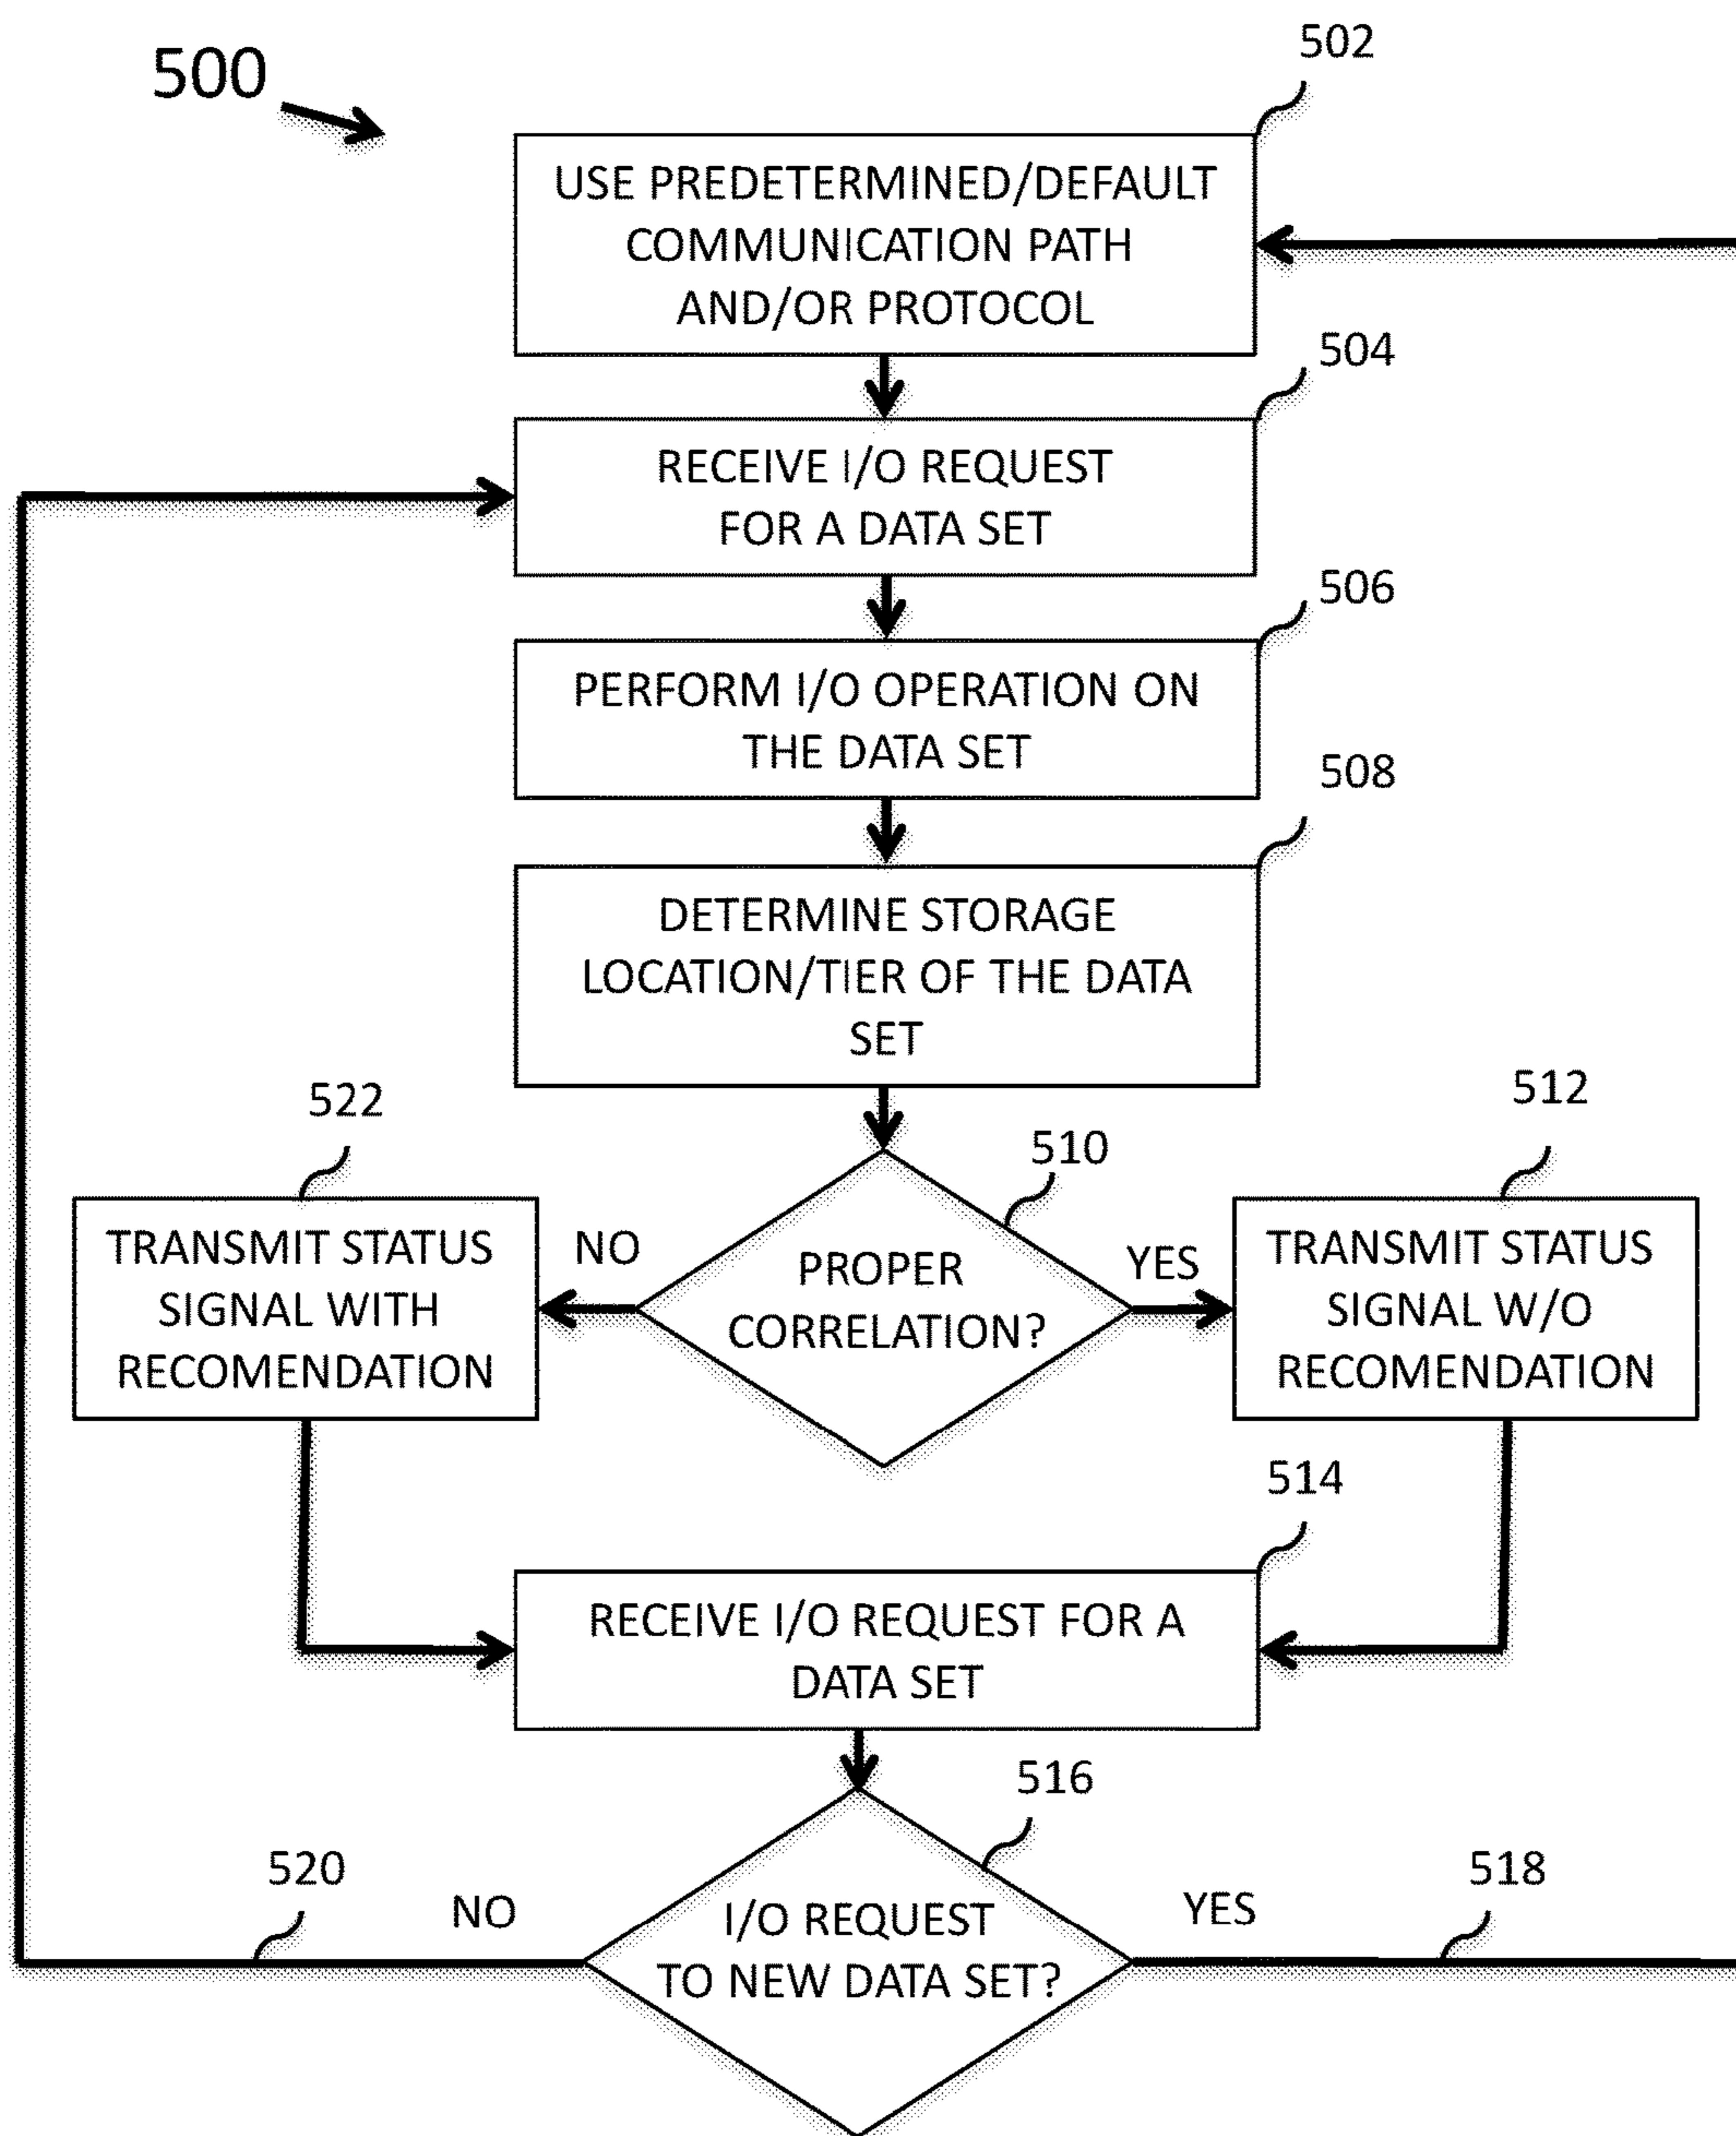 500
502
USE PREDETERMINED/DEFAULT
COMMUNICATION PATH
AND/OR PROTOCOL
504
RECEIVE I/O REQUEST
FOR A DATA SET
506
PERFORM I/O OPERATION ON
THE DATA SET
508
DETERMINE STORAGE
LOCATION/TIER OF THE DATA
SET
510
PROPER
CORRELATION?
NO
YES
522
TRANSMIT STATUS
SIGNAL WITH
RECOMENDATION
512
TRANSMIT STATUS
SIGNAL W/O
RECOMENDATION
514
RECEIVE I/O REQUEST FOR A
DATA SET
516
I/O REQUEST
TO NEW DATA SET?
520
NO
YES
518